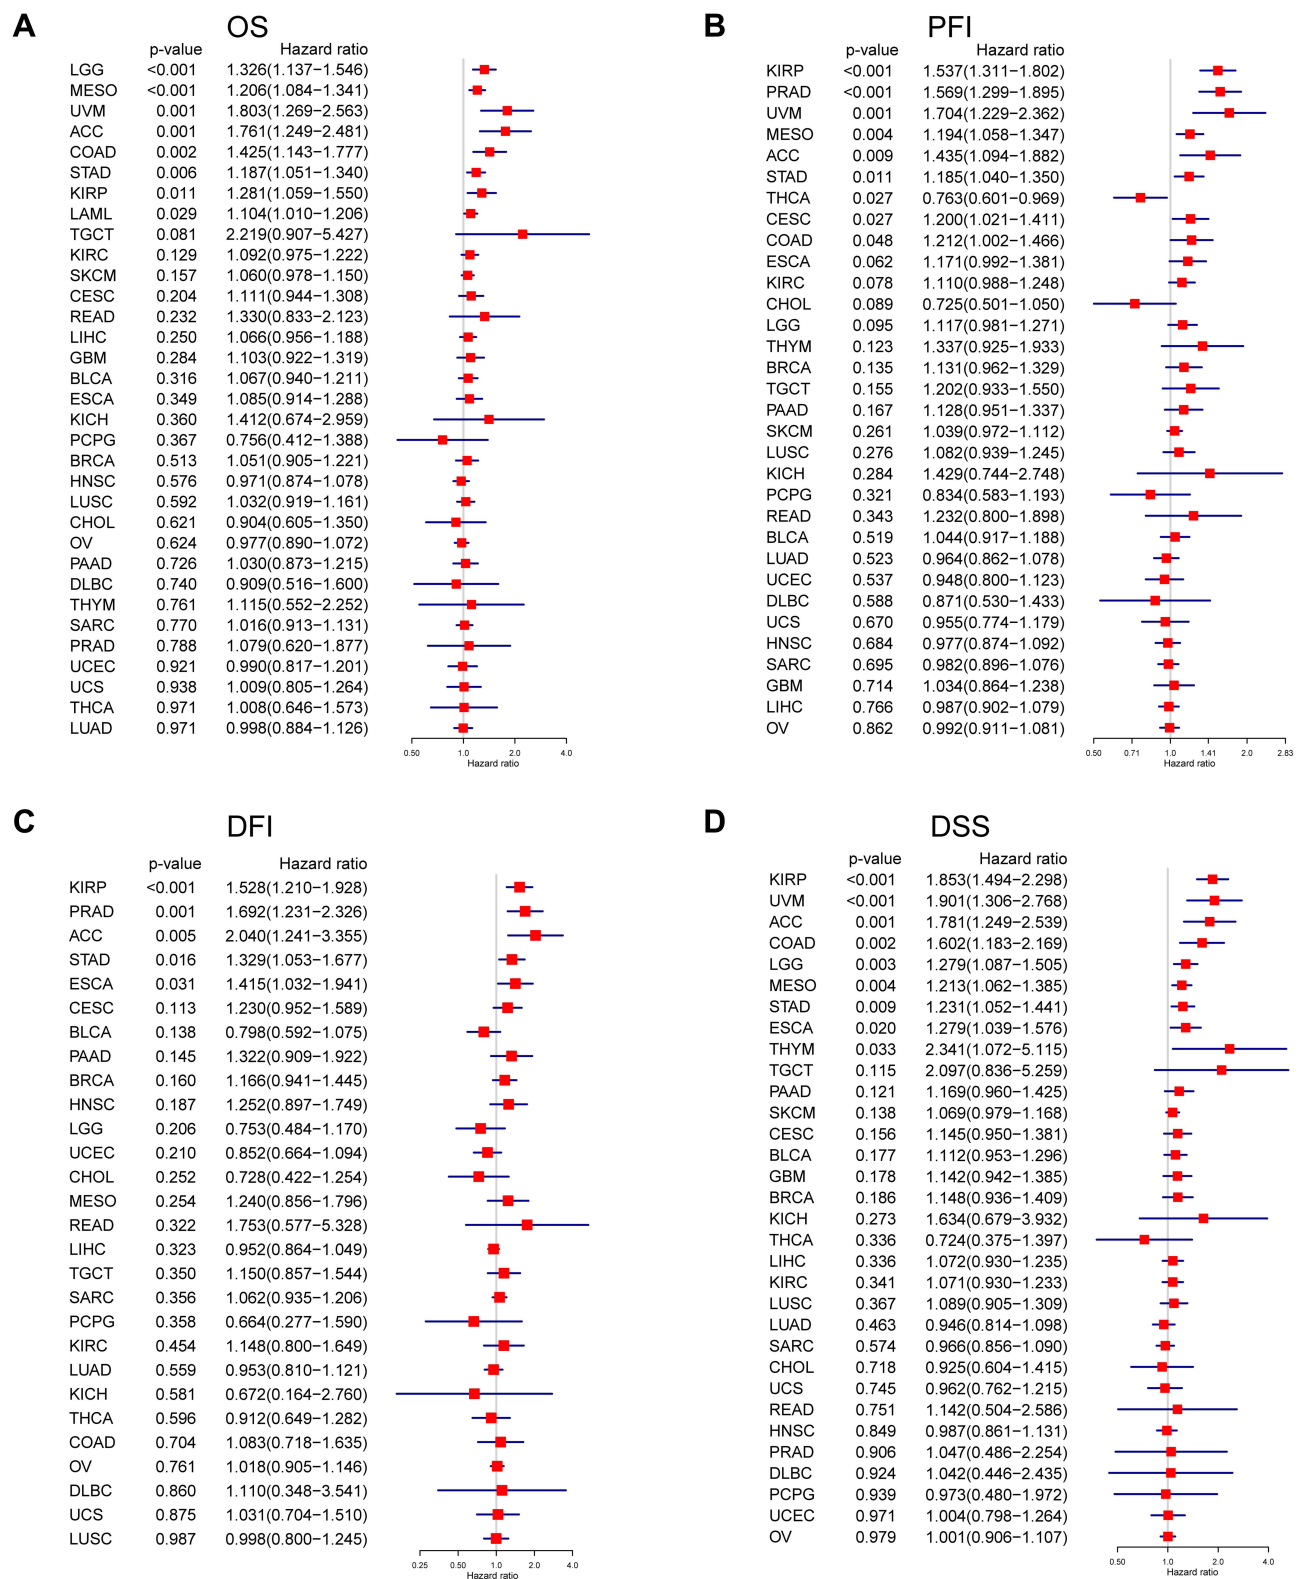 A
OS
p-value Hazard ratio
LGG <0.001 1.326(1.137−1.546)
MESO <0.001 1.206(1.084−1.341)
UVM 0.001 1.803(1.269−2.563)
ACC 0.001 1.761(1.249−2.481)
COAD 0.002 1.425(1.143−1.777)
STAD 0.006 1.187(1.051−1.340)
KIRP 0.011 1.281(1.059−1.550)
LAML 0.029 1.104(1.010−1.206)
TGCT 0.081 2.219(0.907−5.427)
KIRC 0.129 1.092(0.975−1.222)
SKCM 0.157 1.060(0.978−1.150)
CESC 0.204 1.111(0.944−1.308)
READ 0.232 1.330(0.833−2.123)
LIHC 0.250 1.066(0.956−1.188)
GBM 0.284 1.103(0.922−1.319)
BLCA 0.316 1.067(0.940−1.211)
ESCA 0.349 1.085(0.914−1.288)
KICH 0.360 1.412(0.674−2.959)
PCPG 0.367 0.756(0.412−1.388)
BRCA 0.513 1.051(0.905−1.221)
HNSC 0.576 0.971(0.874−1.078)
LUSC 0.592 1.032(0.919−1.161)
CHOL 0.621 0.904(0.605−1.350)
OV 0.624 0.977(0.890−1.072)
PAAD 0.726 1.030(0.873−1.215)
DLBC 0.740 0.909(0.516−1.600)
THYM 0.761 1.115(0.552−2.252)
SARC 0.770 1.016(0.913−1.131)
PRAD 0.788 1.079(0.620−1.877)
UCEC 0.921 0.990(0.817−1.201)
UCS 0.938 1.009(0.805−1.264)
THCA 0.971 1.008(0.646−1.573)
LUAD 0.971 0.998(0.884−1.126)
0.50 1.0 2.0 4.0
Hazard ratio
B
PFI
p-value Hazard ratio
KIRP <0.001 1.537(1.311−1.802)
PRAD <0.001 1.569(1.299−1.895)
UVM 0.001 1.704(1.229−2.362)
MESO 0.004 1.194(1.058−1.347)
ACC 0.009 1.435(1.094−1.882)
STAD 0.011 1.185(1.040−1.350)
THCA 0.027 0.763(0.601−0.969)
CESC 0.027 1.200(1.021−1.411)
COAD 0.048 1.212(1.002−1.466)
ESCA 0.062 1.171(0.992−1.381)
KIRC 0.078 1.110(0.988−1.248)
CHOL 0.089 0.725(0.501−1.050)
LGG 0.095 1.117(0.981−1.271)
THYM 0.123 1.337(0.925−1.933)
BRCA 0.135 1.131(0.962−1.329)
TGCT 0.155 1.202(0.933−1.550)
PAAD 0.167 1.128(0.951−1.337)
SKCM 0.261 1.039(0.972−1.112)
LUSC 0.276 1.082(0.939−1.245)
KICH 0.284 1.429(0.744−2.748)
PCPG 0.321 0.834(0.583−1.193)
READ 0.343 1.232(0.800−1.898)
BLCA 0.519 1.044(0.917−1.188)
LUAD 0.523 0.964(0.862−1.078)
UCEC 0.537 0.948(0.800−1.123)
DLBC 0.588 0.871(0.530−1.433)
UCS 0.670 0.955(0.774−1.179)
HNSC 0.684 0.977(0.874−1.092)
SARC 0.695 0.982(0.896−1.076)
GBM 0.714 1.034(0.864−1.238)
LIHC 0.766 0.987(0.902−1.079)
OV 0.862 0.992(0.911−1.081)
0.50 0.71 1.0 1.41 2.0 2.83
Hazard ratio
C
DFI
p-value Hazard ratio
KIRP <0.001 1.528(1.210−1.928)
PRAD 0.001 1.692(1.231−2.326)
ACC 0.005 2.040(1.241−3.355)
STAD 0.016 1.329(1.053−1.677)
ESCA 0.031 1.415(1.032−1.941)
CESC 0.113 1.230(0.952−1.589)
BLCA 0.138 0.798(0.592−1.075)
PAAD 0.145 1.322(0.909−1.922)
BRCA 0.160 1.166(0.941−1.445)
HNSC 0.187 1.252(0.897−1.749)
LGG 0.206 0.753(0.484−1.170)
UCEC 0.210 0.852(0.664−1.094)
CHOL 0.252 0.728(0.422−1.254)
MESO 0.254 1.240(0.856−1.796)
READ 0.322 1.753(0.577−5.328)
LIHC 0.323 0.952(0.864−1.049)
TGCT 0.350 1.150(0.857−1.544)
SARC 0.356 1.062(0.935−1.206)
PCPG 0.358 0.664(0.277−1.590)
KIRC 0.454 1.148(0.800−1.649)
LUAD 0.559 0.953(0.810−1.121)
KICH 0.581 0.672(0.164−2.760)
THCA 0.596 0.912(0.649−1.282)
COAD 0.704 1.083(0.718−1.635)
OV 0.761 1.018(0.905−1.146)
DLBC 0.860 1.110(0.348−3.541)
UCS 0.875 1.031(0.704−1.510)
LUSC 0.987 0.998(0.800−1.245)
0.25 0.50 1.0 2.0 4.0
Hazard ratio
D
DSS
p-value Hazard ratio
KIRP <0.001 1.853(1.494−2.298)
UVM <0.001 1.901(1.306−2.768)
ACC 0.001 1.781(1.249−2.539)
COAD 0.002 1.602(1.183−2.169)
LGG 0.003 1.279(1.087−1.505)
MESO 0.004 1.213(1.062−1.385)
STAD 0.009 1.231(1.052−1.441)
ESCA 0.020 1.279(1.039−1.576)
THYM 0.033 2.341(1.072−5.115)
TGCT 0.115 2.097(0.836−5.259)
PAAD 0.121 1.169(0.960−1.425)
SKCM 0.138 1.069(0.979−1.168)
CESC 0.156 1.145(0.950−1.381)
BLCA 0.177 1.112(0.953−1.296)
GBM 0.178 1.142(0.942−1.385)
BRCA 0.186 1.148(0.936−1.409)
KICH 0.273 1.634(0.679−3.932)
THCA 0.336 0.724(0.375−1.397)
LIHC 0.336 1.072(0.930−1.235)
KIRC 0.341 1.071(0.930−1.233)
LUSC 0.367 1.089(0.905−1.309)
LUAD 0.463 0.946(0.814−1.098)
SARC 0.574 0.966(0.856−1.090)
CHOL 0.718 0.925(0.604−1.415)
UCS 0.745 0.962(0.762−1.215)
READ 0.751 1.142(0.504−2.586)
HNSC 0.849 0.987(0.861−1.131)
PRAD 0.906 1.047(0.486−2.254)
DLBC 0.924 1.042(0.446−2.435)
PCPG 0.939 0.973(0.480−1.972)
UCEC 0.971 1.004(0.798−1.264)
OV 0.979 1.001(0.906−1.107)
0.50 1.0 2.0 4.0
Hazard ratio